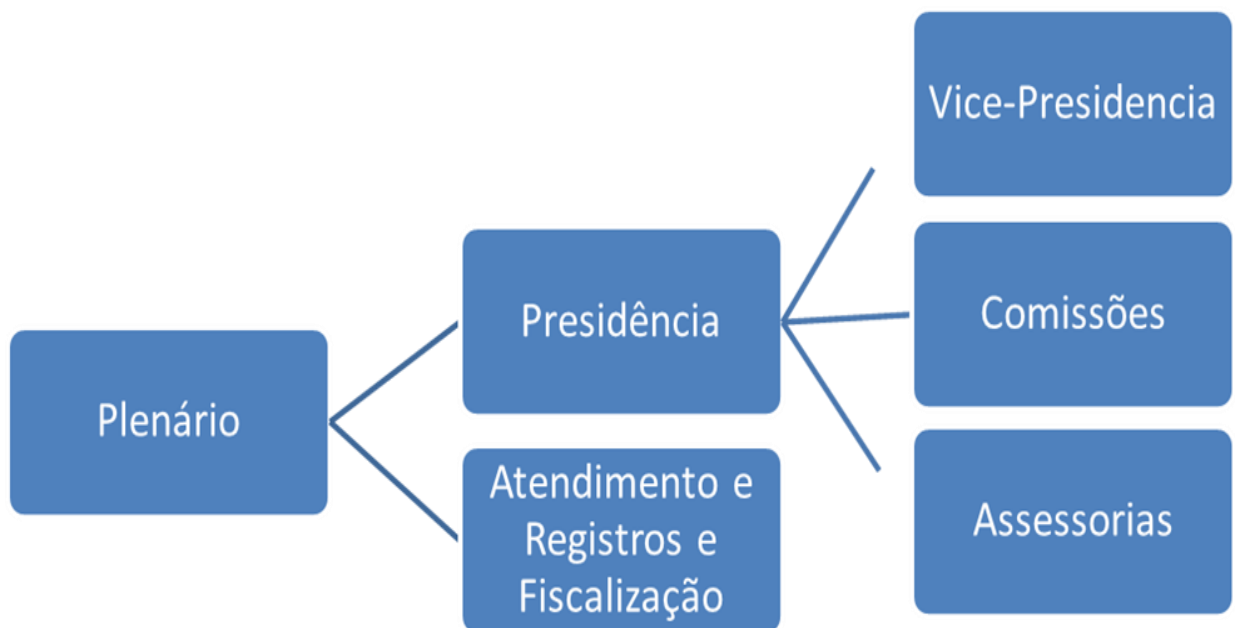 Plenário
Presidência
Atendimento e
Registros e
Fiscalização
Vice-Presidencia
Comissões
Assessorias